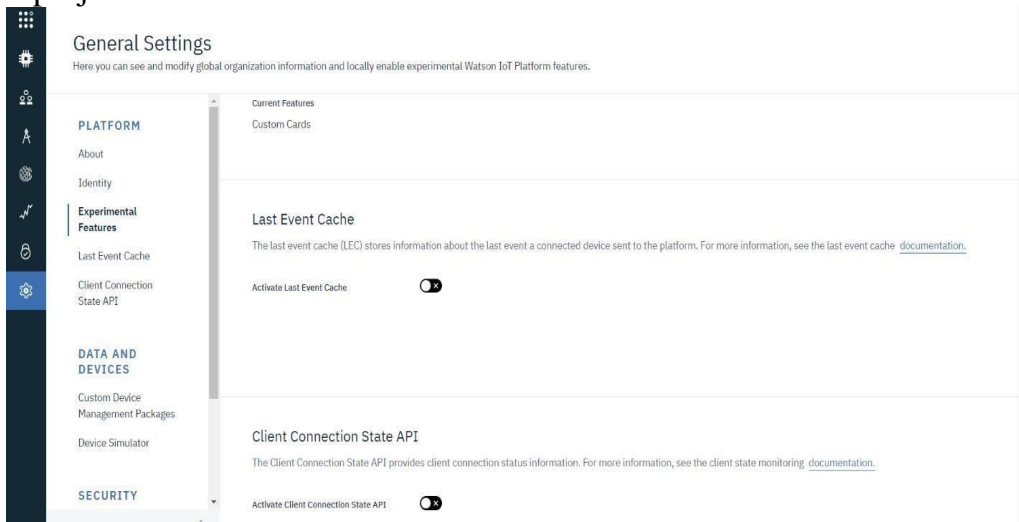 General Settings
Here you can see and modify global organization information and locally enable experimental Watson IoT Platform features.
PLATFORM
About
Identity
Experimental
Features
Last Event Cache
Client Connection
State API
DATA AND
DEVICES
Custom Device
Management Packages
Device Simulator
SECURITY
Current Features
Custom Cards
Last Event Cache
The last event cache (LEC) stores information about the last event a connected device sent to the platform. For more information, see the last event cache documentation.
Activate Last Event Cache
Client Connection State API
The Client Connection State API provides client connection status information. For more information, see the client state monitoring documentation.
Activate Client Connection State API